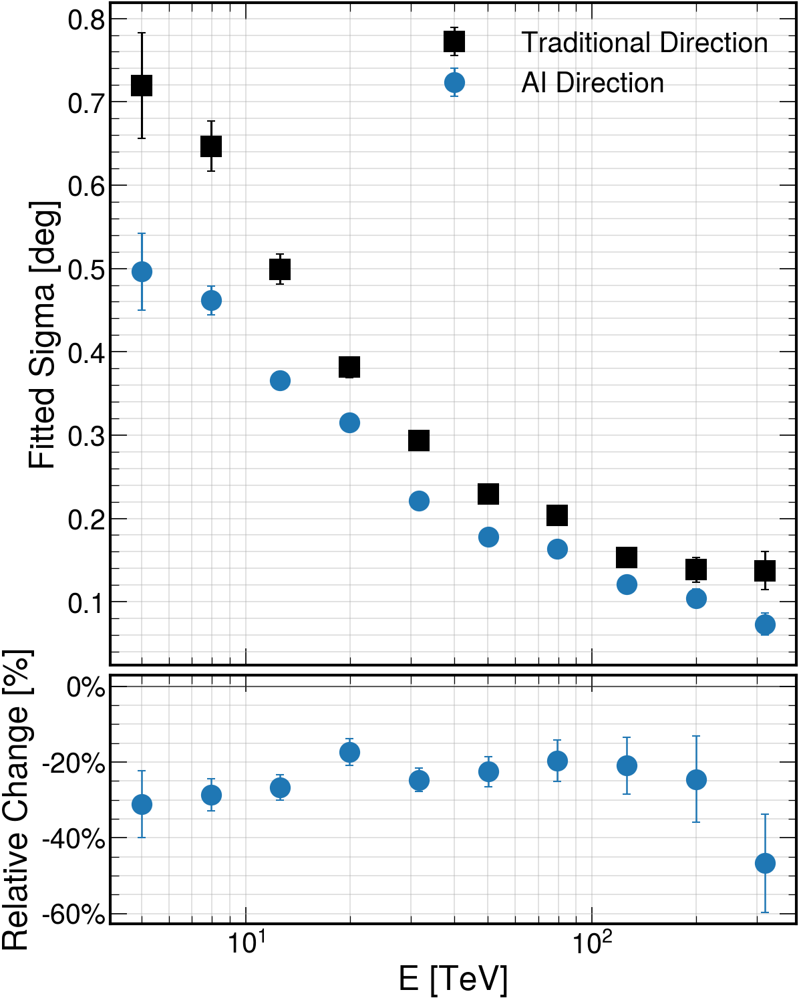 Traditional Direction
AI Direction
Fitted Sigma [deg]
0.8
0.7
0.6
0.5
0.4
0.3
0.2
0.1
Relative Change [%]
0%
-20%
-40%
-60%
10¹
10²
E [TeV]